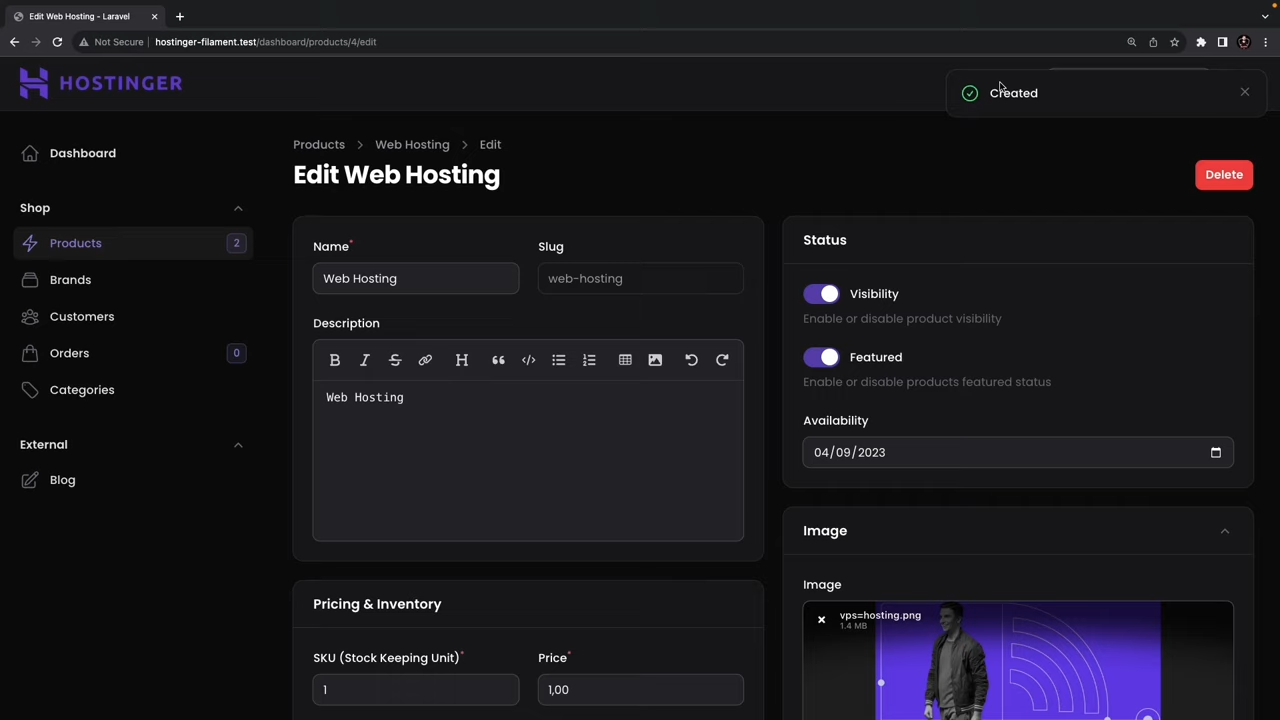 Edit Web Hosting - Laravel
Not Secure
hostinger-filament.test/dashboard/products/4/edit
HOSTINGER
Created
Dashboard
Shop
Products
2
Brands
Customers
Orders
0
Categories
External
Blog
Products > Web Hosting > Edit
Edit Web Hosting
Delete
Name*
Slug
Web Hosting
web-hosting
Description
Web Hosting
Pricing & Inventory
SKU (Stock Keeping Unit)*
Price*
1
1,00
Status
Visibility
Enable or disable product visibility
Featured
Enable or disable products featured status
Availability
04/09/2023
Image
Image
vps=hosting.png
1.4 MB